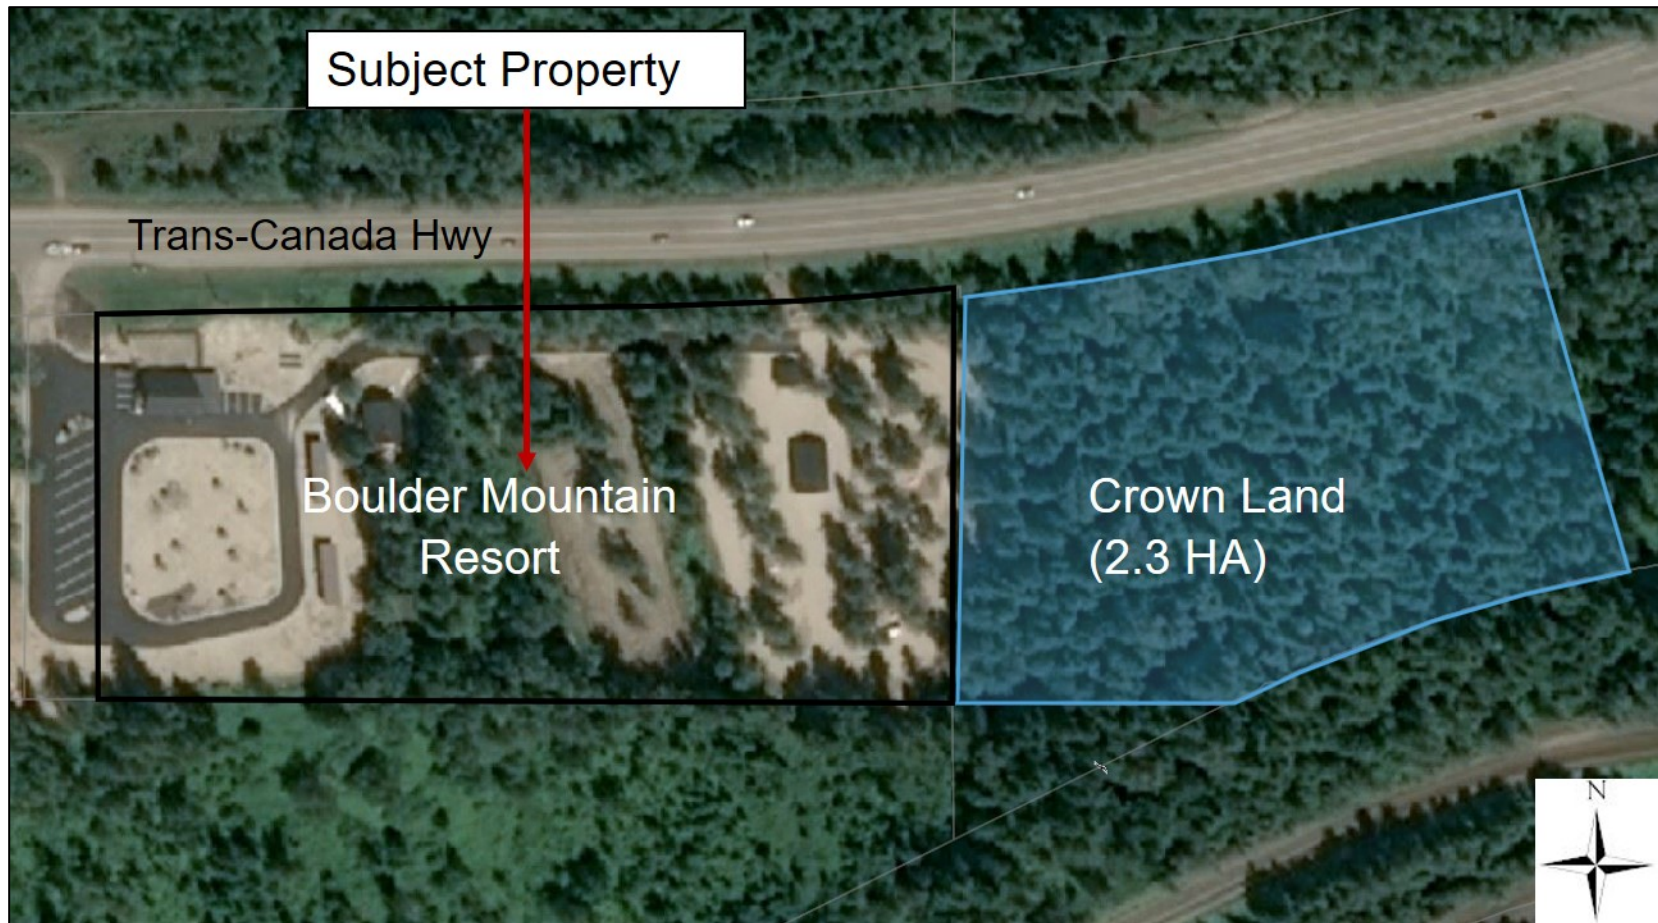 Subject Property
Trans-Canada Hwy
Boulder Mountain
Resort
Crown Land
(2.3 HA)
N